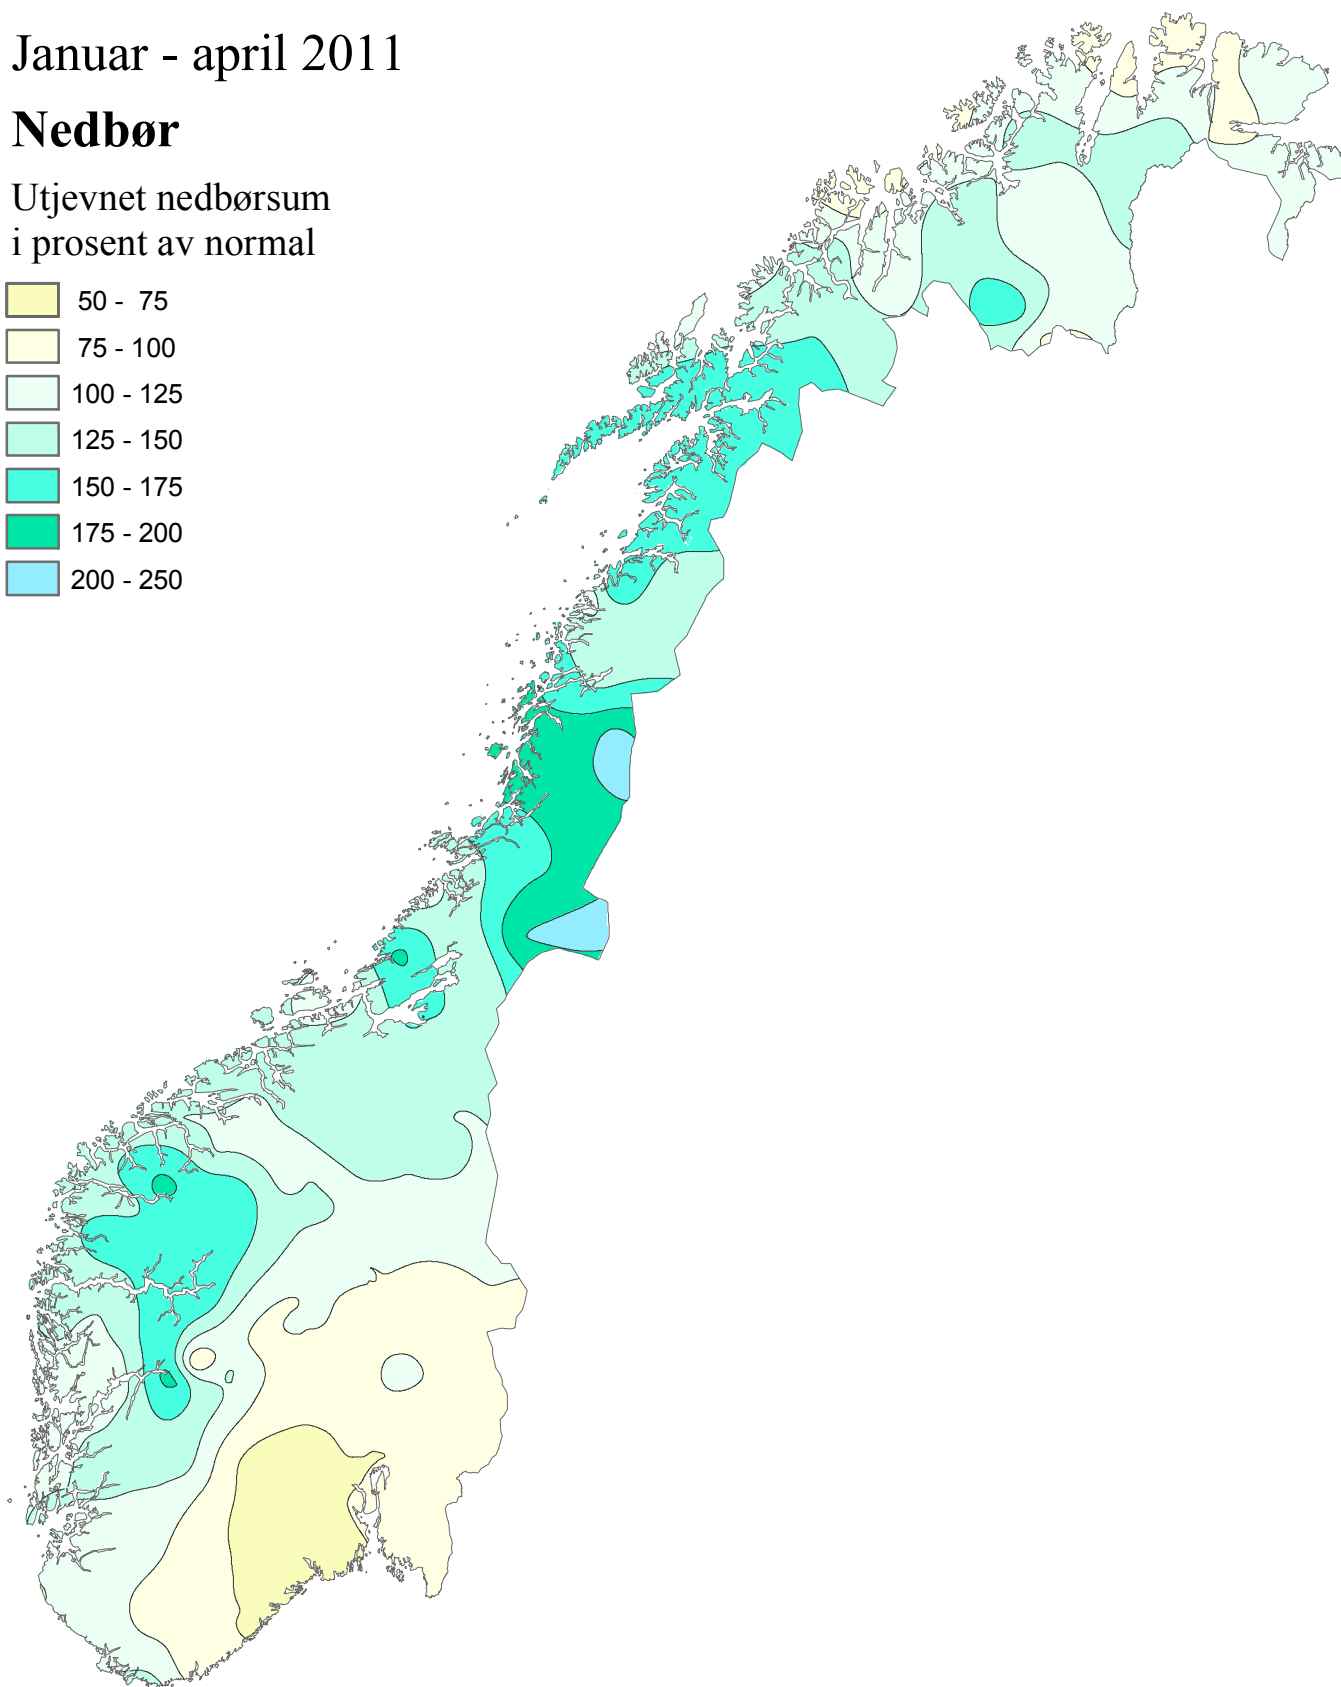 Januar - april 2011
Nedbør
Utjevnet nedbørsum
i prosent av normal
50 - 75
75 - 100
100 - 125
125 - 150
150 - 175
175 - 200
200 - 250